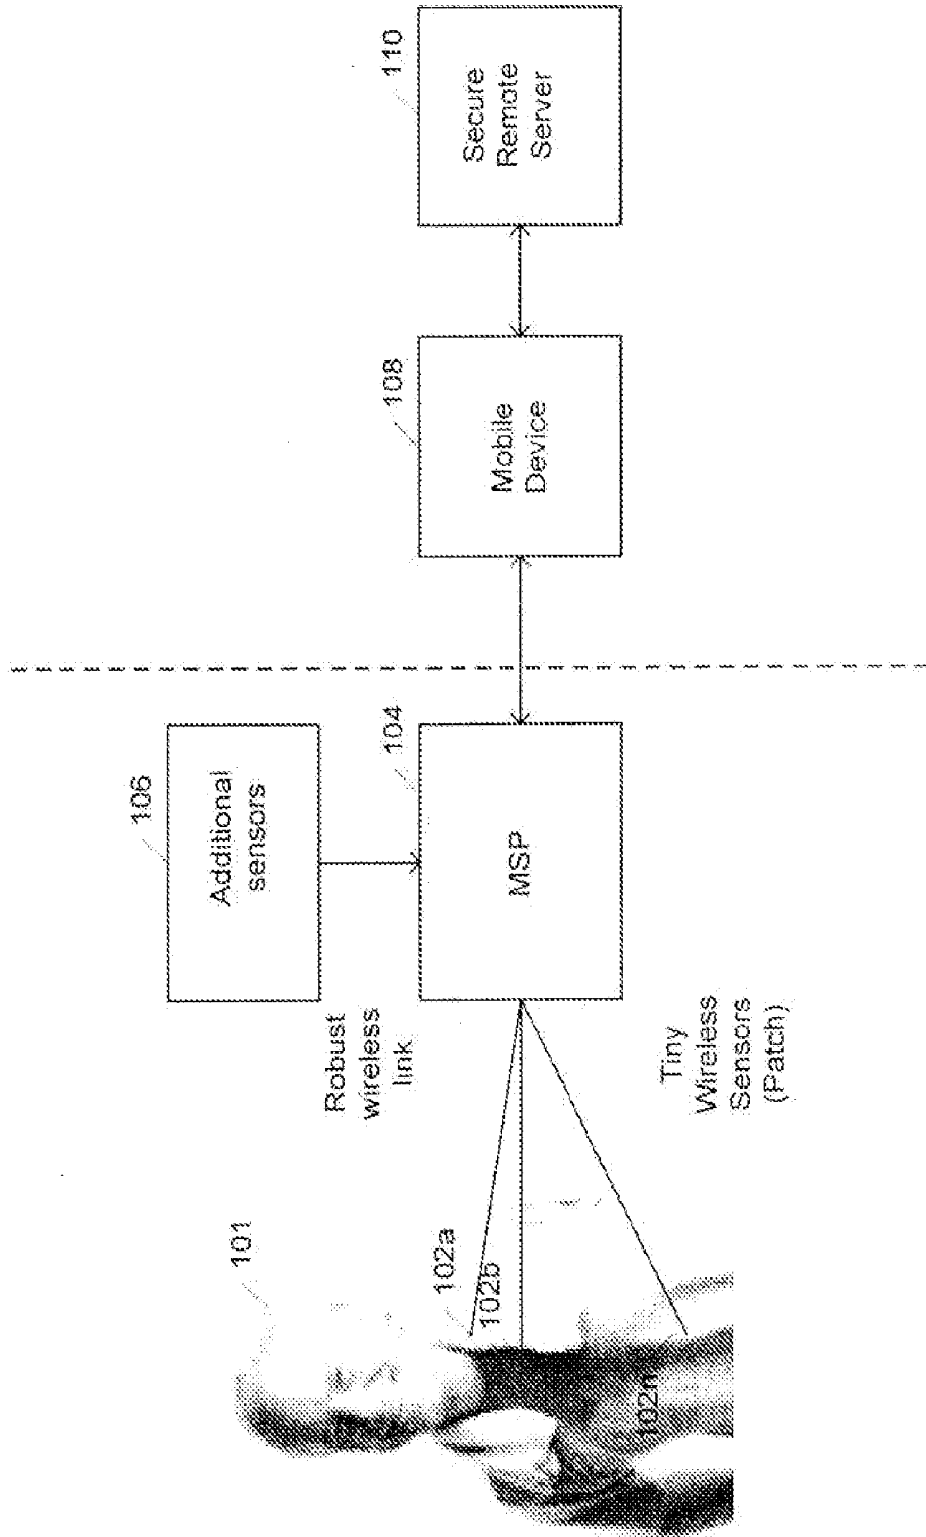 101
102a
102b
102n
Robust
wireless
link
Tiny
Wireless
Sensors
(Patch)
106
Additional
sensors
104
MSP
108
Mobile
Device
110
Secure
Remote
Server